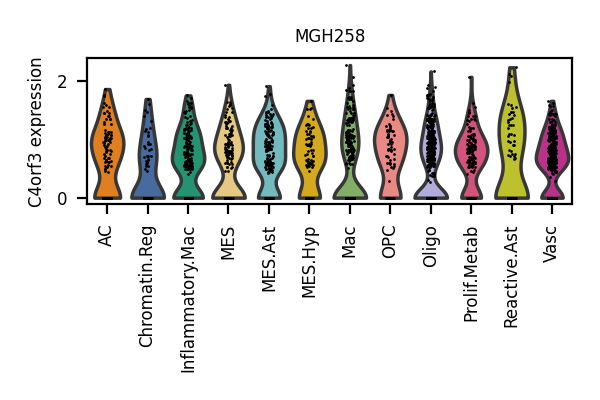 MGH258
C4orf3 expression
2
0
AC
Chromatin.Reg
Inflammatory.Mac
MES
MES.Ast
MES.Hyp
Mac
OPC
Oligo
Prolif.Metab
Reactive.Ast
Vasc